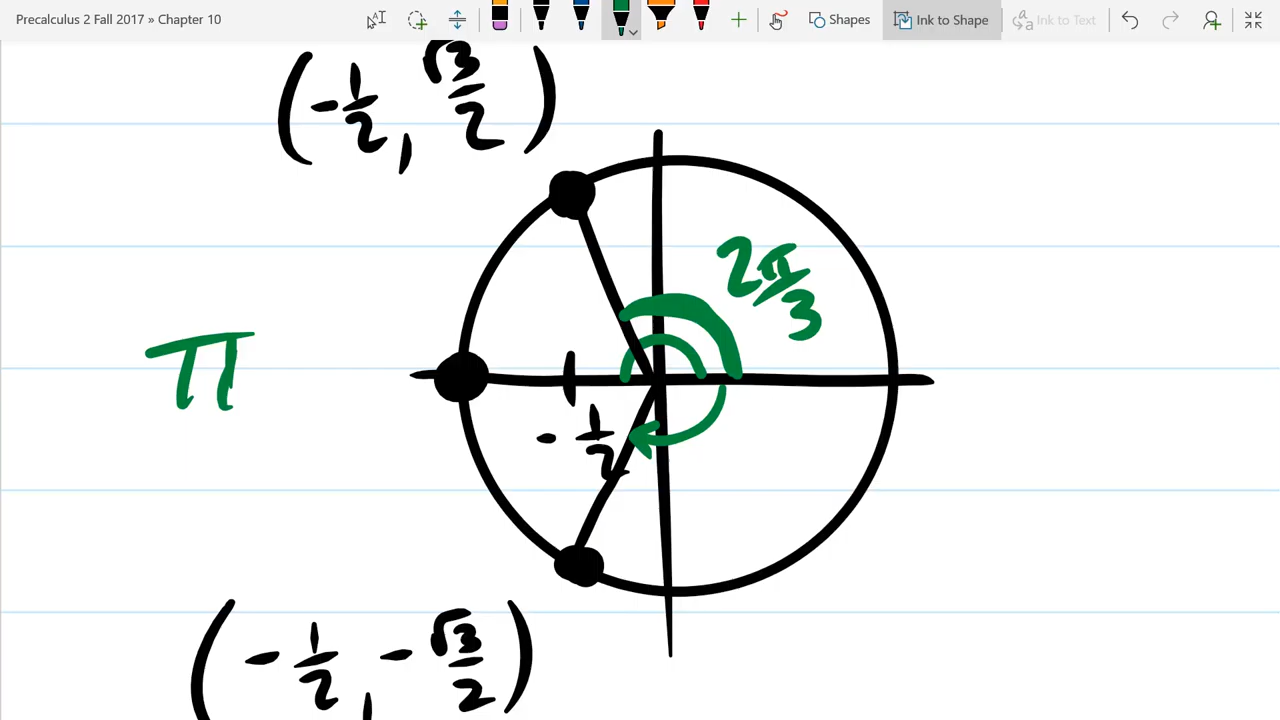 Precalculus 2 Fall 2017 » Chapter 10
Shapes
Ink to Shape
Ink to Text
(-1/2, √3/2)
2π/3
π
-1/2
(-1/2, -√3/2)